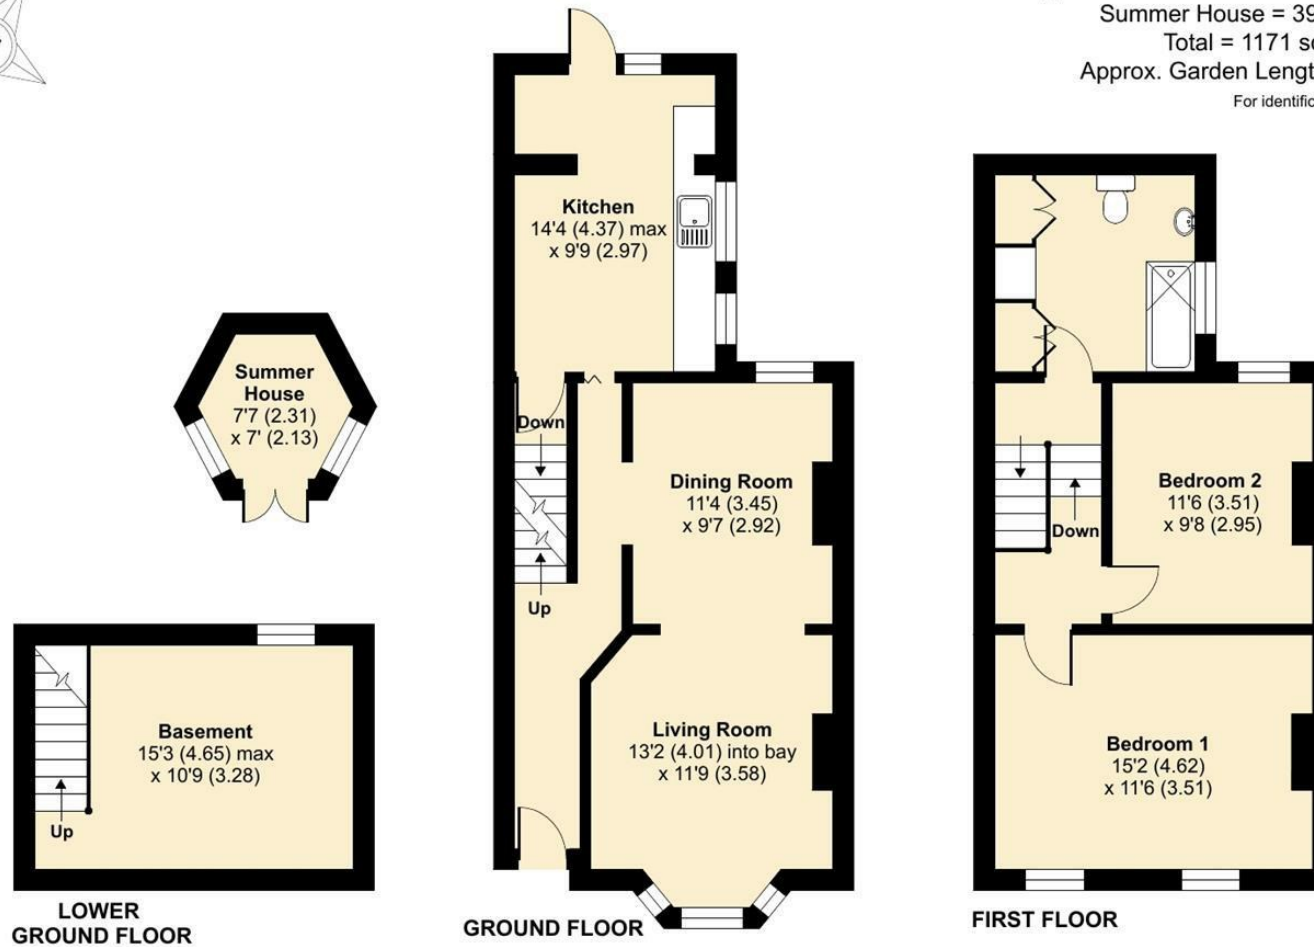 Summer House = 39
Total = 1171
Approx. Garden
For
Kitchen
14'4 (4.37) max
x 9'9 (2.97)
Summer
House
7'7 (2.31)
x 7' (2.13)
Down
Up
Dining Room
11'4 (3.45)
x 9'7 (2.92)
Living Room
13'2 (4.01) into bay
x 11'9 (3.58)
Bedroom 2
11'6 (3.51)
x 9'8 (2.95)
Down
Bedroom 1
15'2 (4.62)
x 11'6 (3.51)
Basement
15'3 (4.65) max
x 10'9 (3.28)
Up
LOWER
GROUND FLOOR
GROUND FLOOR
FIRST FLOOR